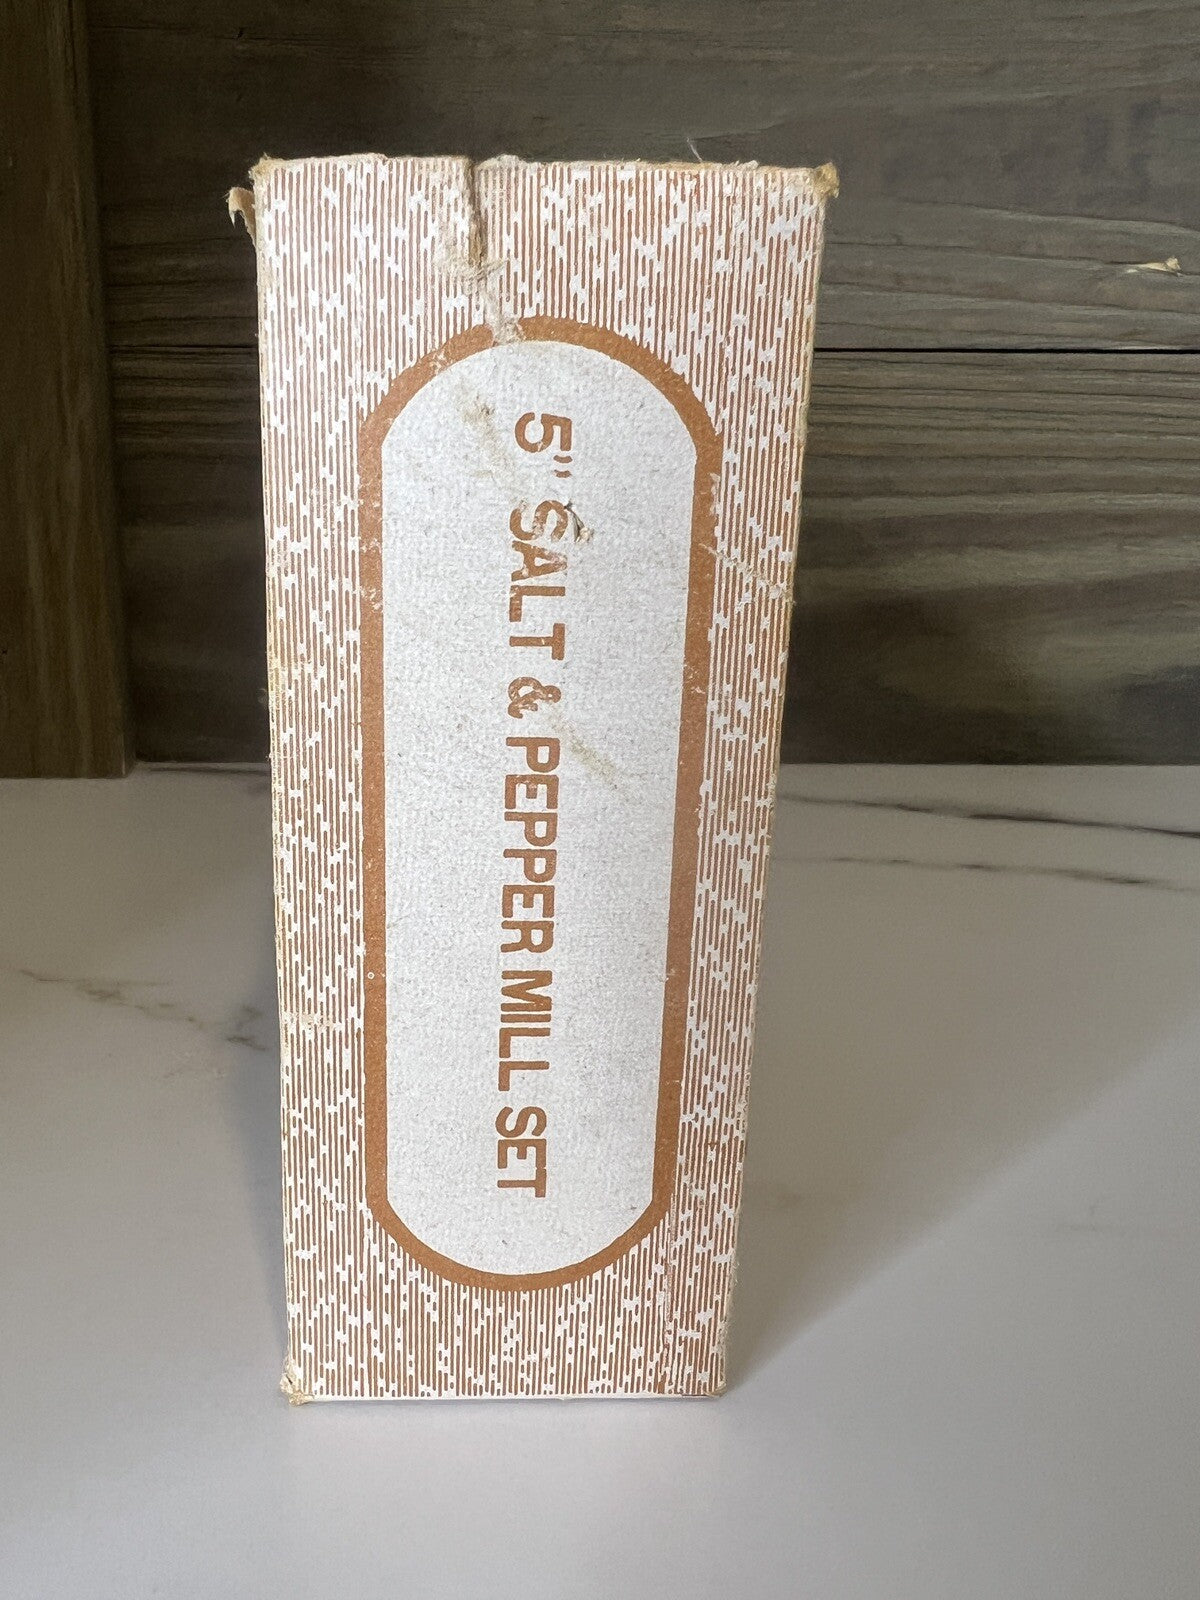 5" SALT & PEPPER MILL SET